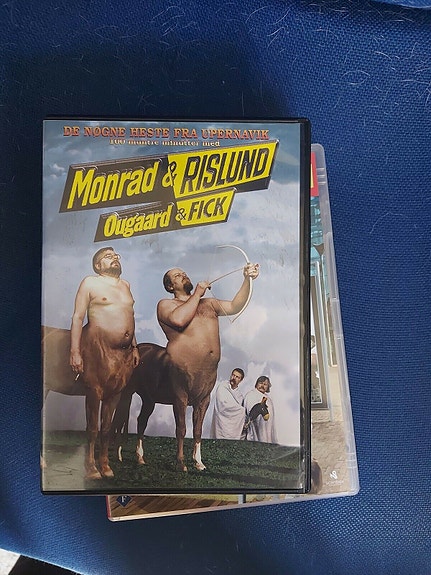 DE NØGNE HESTE FRA UPERNAVIK
100 muntre minutter med
Monrad & RISLUND
Ougaard & FICK